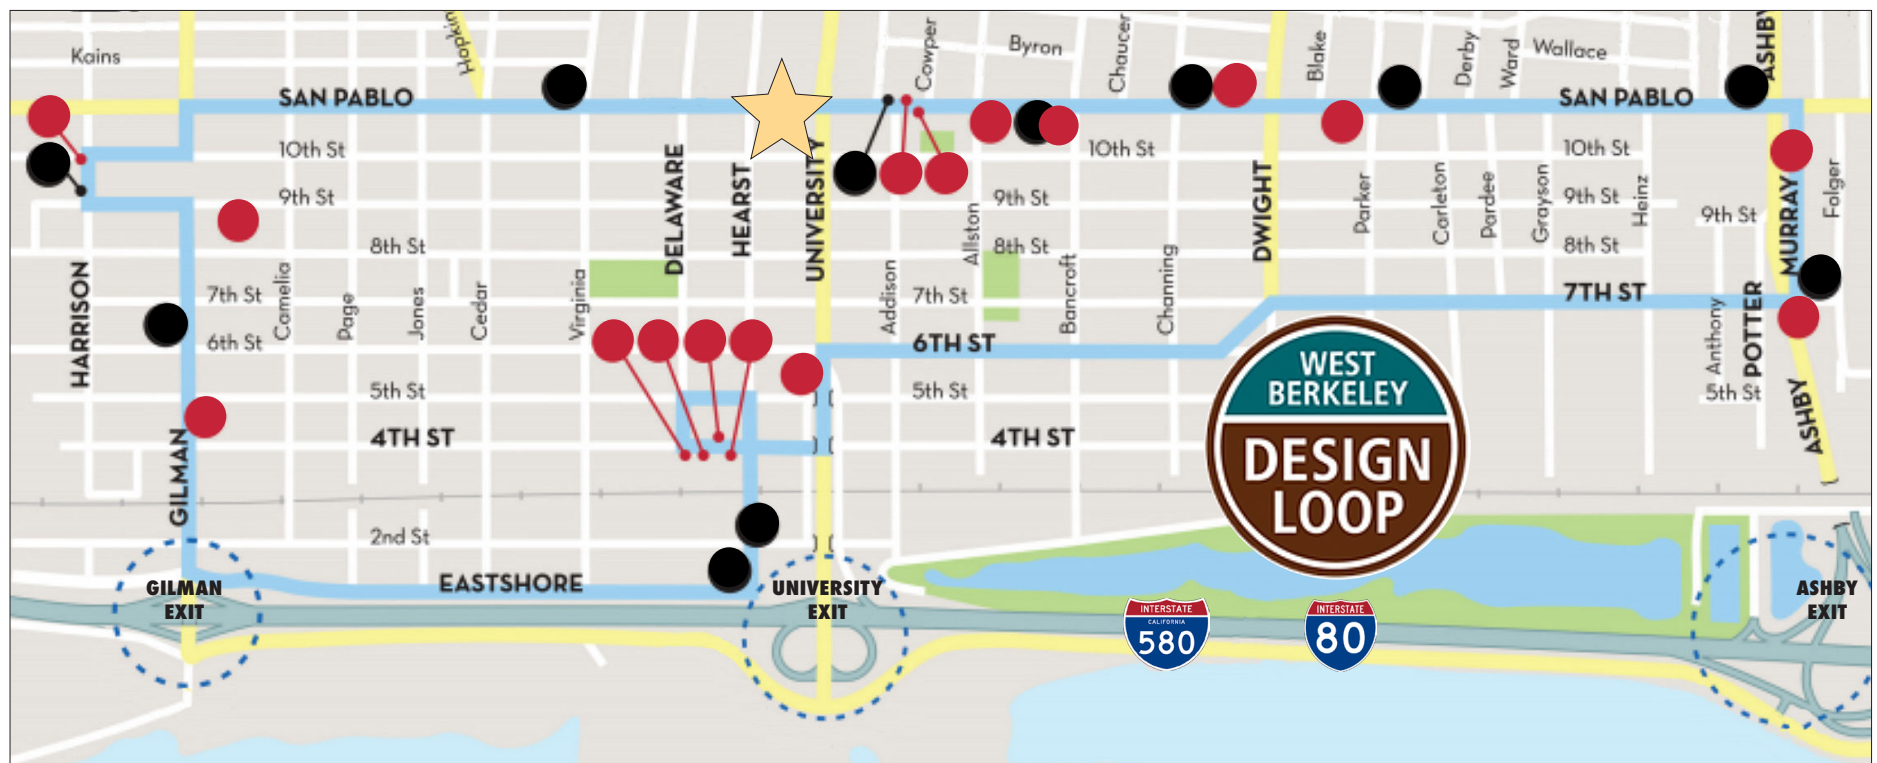 Kains
Hopkin
Cowper
Byron
Chaucer
Blake
Derby
Ward
Wallace
ASHBY
SAN PABLO
SAN PABLO
10th St
10th St
10th St
DELAWARE
HEARST
UNIVERSITY
DWIGHT
MURRAY
Folger
9th St
9th St
9th St
9th St
Parker
Carleton
Pardee
Grayson
Heinz
8th St
Allston
8th St
8th St
HARRISON
Camelia
Page
Jones
Cedar
Virginia
Addison
Bancroft
Channing
7th St
7th St
7TH ST
Anthony
POTTER
6th St
6TH ST
5th St
5th St
5th St
ASHBY
WEST
BERKELEY
DESIGN
LOOP
4TH ST
4TH ST
GILMAN
2nd St
EASTSHORE
GILMAN
EXIT
UNIVERSITY
EXIT
ASHBY
EXIT
INTERSTATE
CALIFORNIA
580
INTERSTATE
80